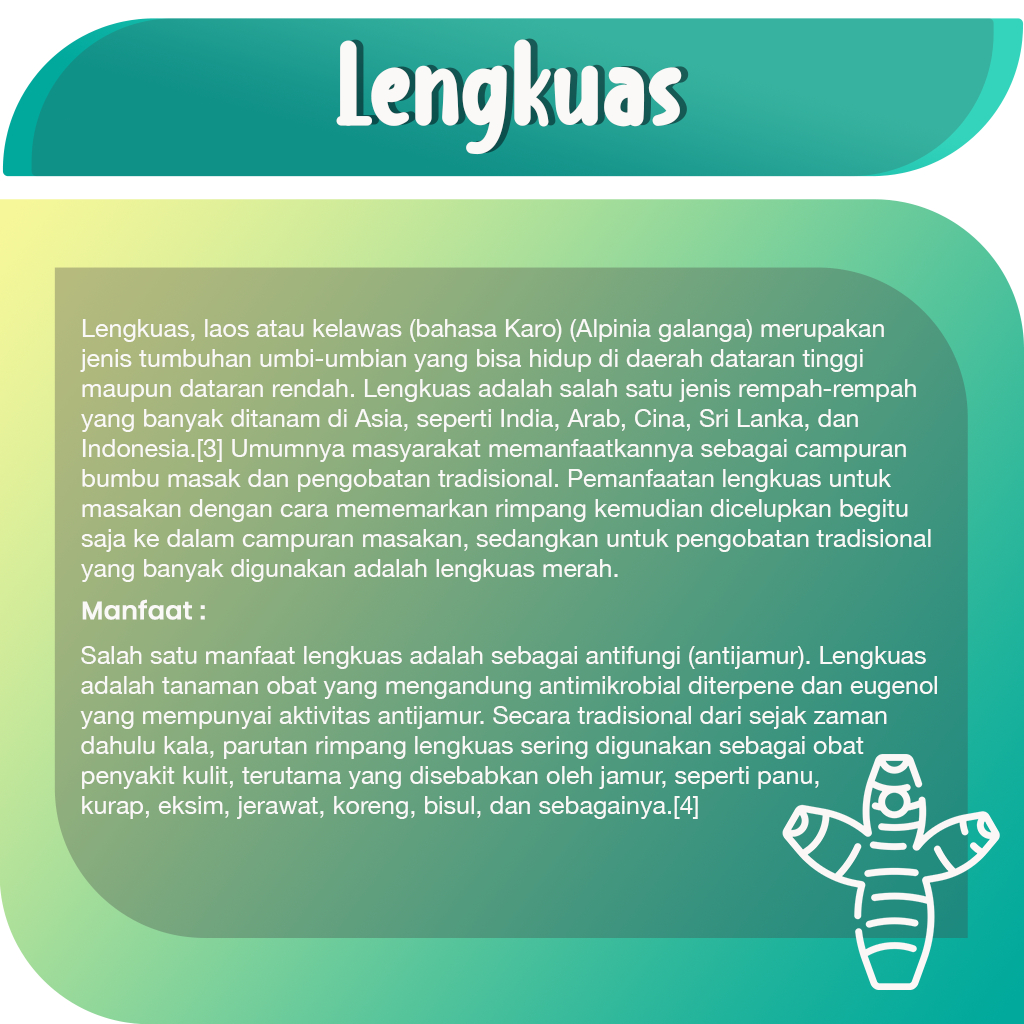 Lengkuas
Lengkuas, laos atau kelawas (bahasa Karo) (Alpinia galanga) merupakan
jenis tumbuhan umbi-umbian yang bisa hidup di daerah dataran tinggi
maupun dataran rendah. Lengkuas adalah salah satu jenis rempah-rempah
yang banyak ditanam di Asia, seperti India, Arab, Cina, Sri Lanka, dan
Indonesia.[3] Umumnya masyarakat memanfaatkannya sebagai campuran
bumbu masak dan pengobatan tradisional. Pemanfaatan lengkuas untuk
masakan dengan cara mememarkan rimpang kemudian dicelupkan begitu
saja ke dalam campuran masakan, sedangkan untuk pengobatan tradisional
yang banyak digunakan adalah lengkuas merah.
Manfaat :
Salah satu manfaat lengkuas adalah sebagai antifungi (antijamur). Lengkuas
adalah tanaman obat yang mengandung antimikrobial diterpene dan eugenol
yang mempunyai aktivitas antijamur. Secara tradisional dari sejak zaman
dahulu kala, parutan rimpang lengkuas sering digunakan sebagai obat
penyakit kulit, terutama yang disebabkan oleh jamur, seperti panu,
kurap, eksim, jerawat, koreng, bisul, dan sebagainya.[4]